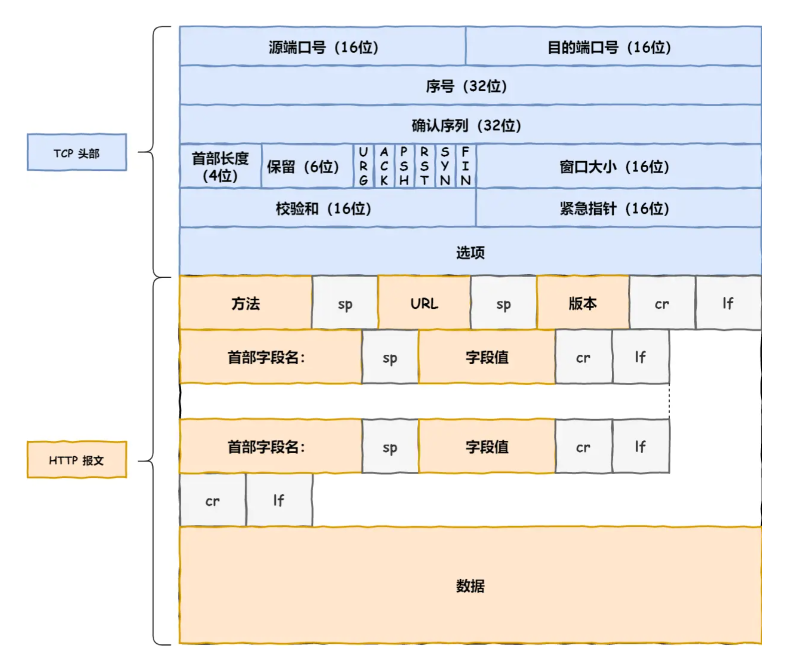 源端口号 (16位) 目的端口号 (16位)
序号 (32位)
确认序列 (32位)
TCP 头部
首部长度
(4位)
保留 (6位)
URG
ACK
PSH
RST
SYN
FIN
窗口大小 (16位)
校验和 (16位) 紧急指针 (16位)
选项
方法 sp URL sp 版本 cr lf
首部字段名: sp 字段值 cr lf
首部字段名: sp 字段值 cr lf
HTTP 报文
cr lf
数据